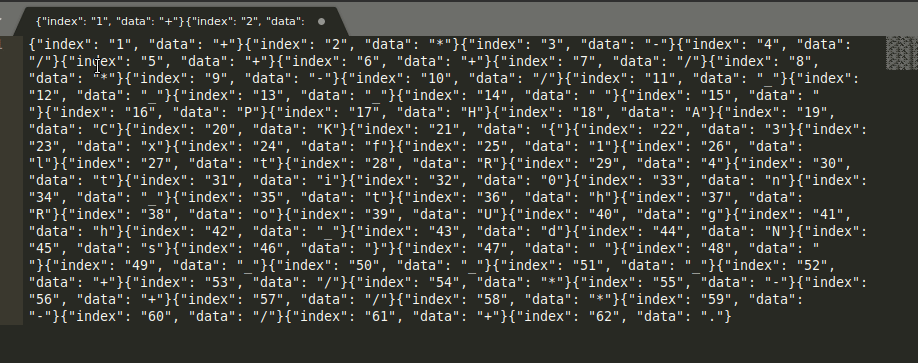 {"index": "1", "data": "+"}{"index": "2", "data":
{"index": "1", "data": "+"}{"index": "2", "data": "*"}{"index": "3", "data": "-"}{"index": "4", "data":
"/"}{"index": "5", "data": "+"}{"index": "6", "data": "+"}{"index": "7", "data": "/"}{"index": "8",
"data": "*"}{"index": "9", "data": "-"}{"index": "10", "data": "/"}{"index": "11", "data": "_"}{"index":
"12", "data": "_"}{"index": "13", "data": "_"}{"index": "14", "data": " "}{"index": "15", "data": "
"}{"index": "16", "data": "P"}{"index": "17", "data": "H"}{"index": "18", "data": "A"}{"index": "19",
"data": "C"}{"index": "20", "data": "K"}{"index": "21", "data": "{"}{"index": "22", "data": "3"}{"index":
"23", "data": "x"}{"index": "24", "data": "f"}{"index": "25", "data": "1"}{"index": "26", "data":
"l"}{"index": "27", "data": "t"}{"index": "28", "data": "R"}{"index": "29", "data": "4"}{"index": "30",
"data": "t"}{"index": "31", "data": "i"}{"index": "32", "data": "0"}{"index": "33", "data": "n"}{"index":
"34", "data": "_"}{"index": "35", "data": "t"}{"index": "36", "data": "h"}{"index": "37", "data":
"R"}{"index": "38", "data": "o"}{"index": "39", "data": "U"}{"index": "40", "data": "g"}{"index": "41",
"data": "h"}{"index": "42", "data": "_"}{"index": "43", "data": "d"}{"index": "44", "data": "N"}{"index":
"45", "data": "s"}{"index": "46", "data": "}"}{"index": "47", "data": " "}{"index": "48", "data": "
"}{"index": "49", "data": "_"}{"index": "50", "data": "_"}{"index": "51", "data": "_"}{"index": "52",
"data": "+"}{"index": "53", "data": "/"}{"index": "54", "data": "*"}{"index": "55", "data": "-"}{"index":
"56", "data": "+"}{"index": "57", "data": "/"}{"index": "58", "data": "*"}{"index": "59", "data":
"-"}{"index": "60", "data": "/"}{"index": "61", "data": "+"}{"index": "62", "data": "."}